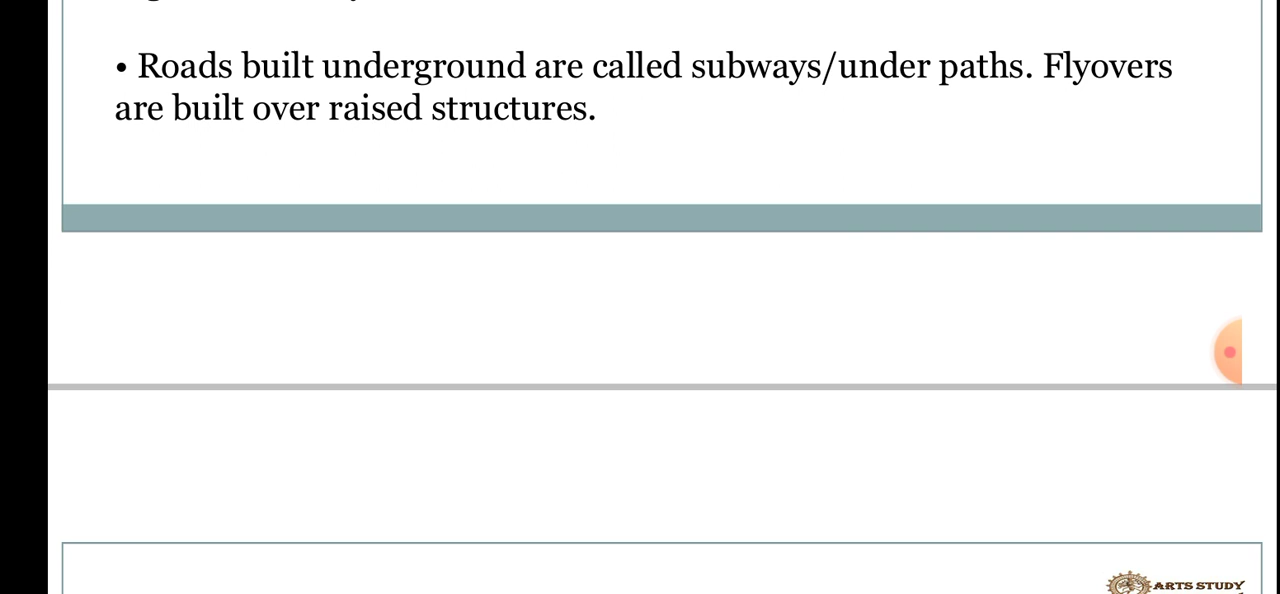 • Roads built underground are called subways/under paths. Flyovers
are built over raised structures.
ARTS STUDY